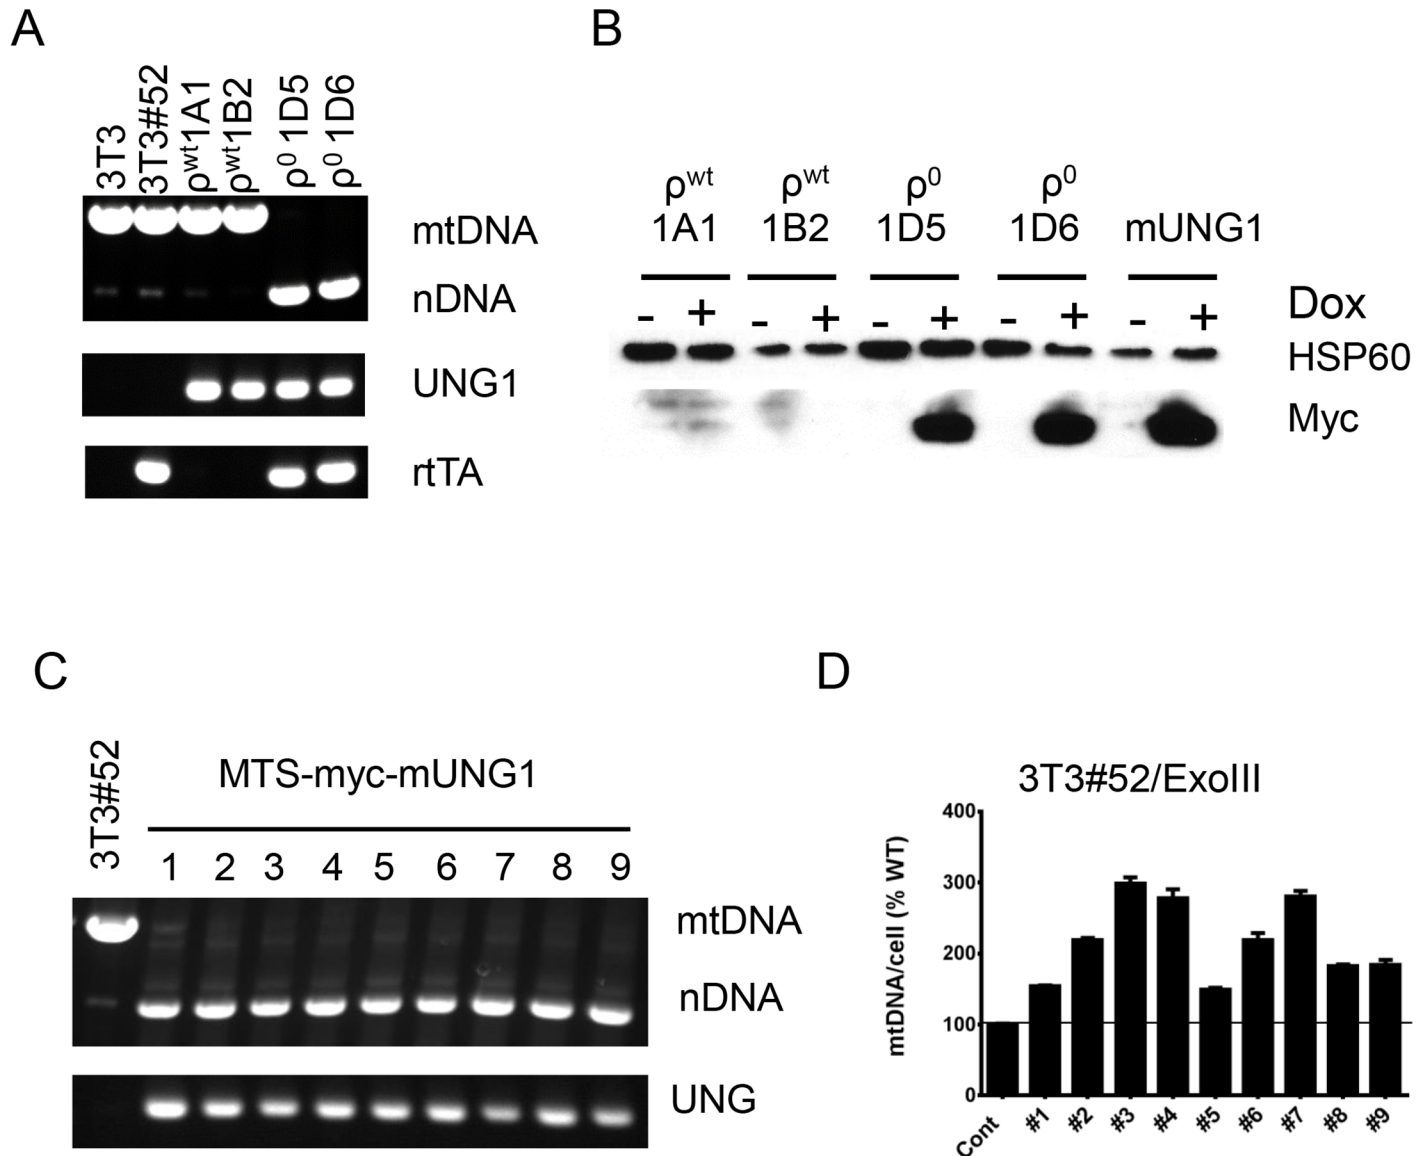 A
3T3
3T3#52
ρwt1A1
ρwt1B2
ρ0 1D5
ρ0 1D6
mtDNA
nDNA
UNG1
rtTA
B
ρwt ρwt ρ0 ρ0
1A1 1B2 1D5 1D6 mUNG1
- + - + - + - + - + Dox
HSP60
Myc
C
3T3#52
MTS-myc-mUNG1
1 2 3 4 5 6 7 8 9
mtDNA
nDNA
UNG
D
3T3#52/ExoIII
mtDNA/cell (% WT)
400
300
200
100
0
Cont #1 #2 #3 #4 #5 #6 #7 #8 #9